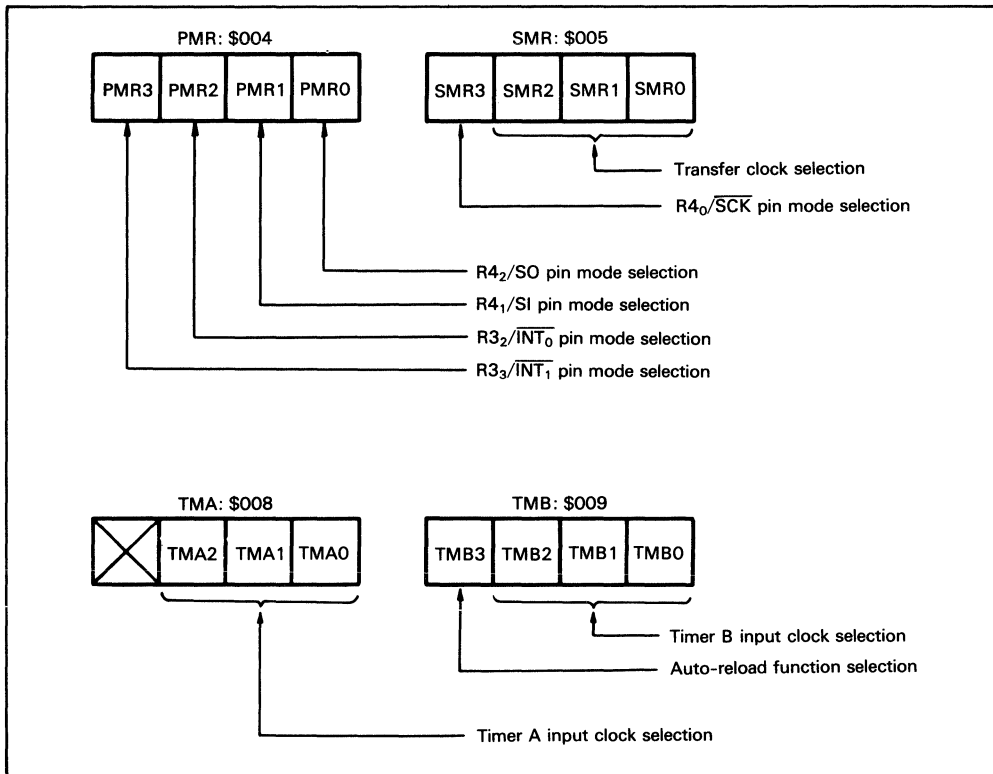 PMR: $004
PMR3 PMR2 PMR1 PMR0
SMR: $005
SMR3 SMR2 SMR1 SMR0
Transfer clock selection
R4₀/S̅C̅K̅ pin mode selection
R4₂/SO pin mode selection
R4₁/SI pin mode selection
R3₂/I̅N̅T̅₀̅ pin mode selection
R3₃/I̅N̅T̅₁̅ pin mode selection
TMA: $008
TMA2 TMA1 TMA0
TMB: $009
TMB3 TMB2 TMB1 TMB0
Timer B input clock selection
Auto-reload function selection
Timer A input clock selection